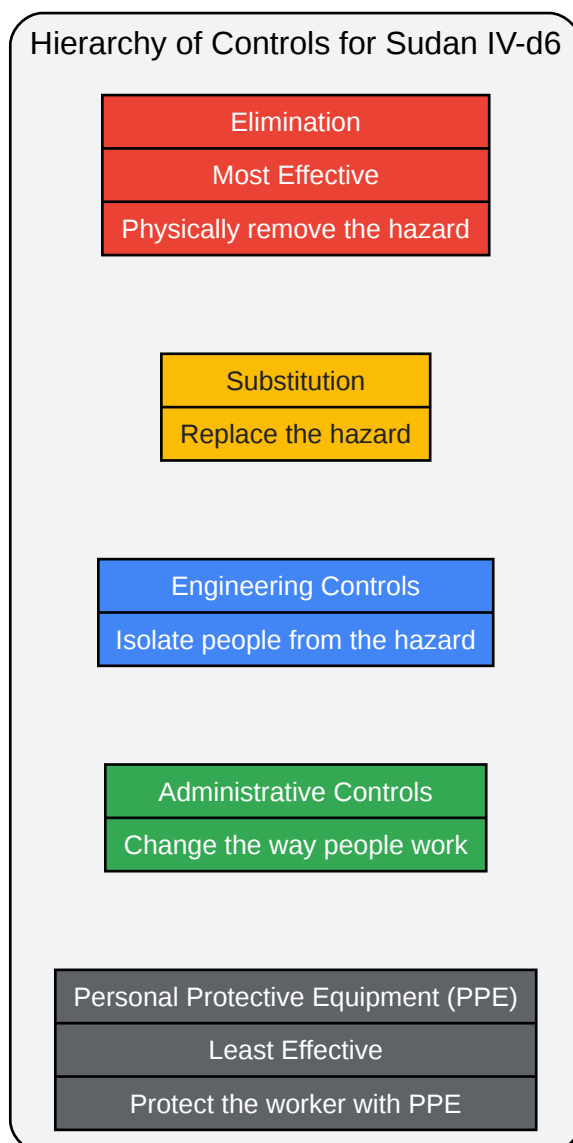 Hierarchy of Controls for Sudan IV-d6
Elimination
Most Effective
Physically remove the hazard
Substitution
Replace the hazard
Engineering Controls
Isolate people from the hazard
Administrative Controls
Change the way people work
Personal Protective Equipment (PPE)
Least Effective
Protect the worker with PPE